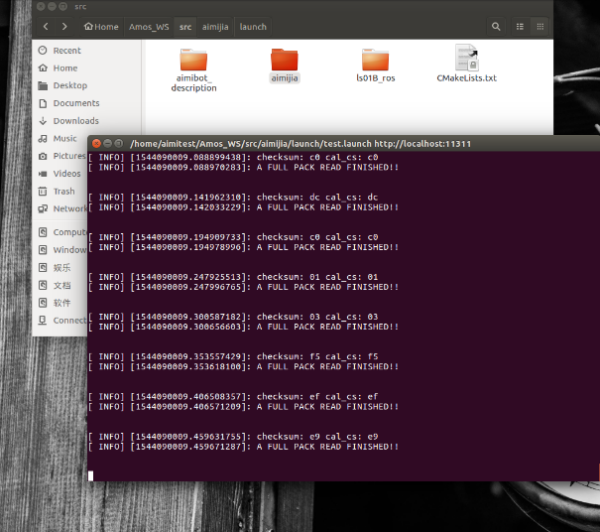 src
Home
Amos_WS
src
aimijia
launch
Recent
Home
Desktop
Documents
Downloads
Music
Pictures
Videos
Trash
Network
Compute
Window
娱乐
文档
软件
Connect
aimibot_
description
aimijia
ls01B_ros
CMakeLists.txt
/home/aimitest/Amos_WS/src/aimijia/launch/test.launch http://localhost:11311
[ INFO] [1544090009.088899438]: checksum: c0 cal_cs: c0
[ INFO] [1544090009.088970283]: A FULL PACK READ FINISHED!!
[ INFO] [1544090009.141962310]: checksum: dc cal_cs: dc
[ INFO] [1544090009.142033229]: A FULL PACK READ FINISHED!!
[ INFO] [1544090009.194909733]: checksum: c0 cal_cs: c0
[ INFO] [1544090009.194978996]: A FULL PACK READ FINISHED!!
[ INFO] [1544090009.247925513]: checksum: 01 cal_cs: 01
[ INFO] [1544090009.247996765]: A FULL PACK READ FINISHED!!
[ INFO] [1544090009.300587182]: checksum: 03 cal_cs: 03
[ INFO] [1544090009.300656603]: A FULL PACK READ FINISHED!!
[ INFO] [1544090009.353557429]: checksum: f5 cal_cs: f5
[ INFO] [1544090009.353618100]: A FULL PACK READ FINISHED!!
[ INFO] [1544090009.406508357]: checksum: ef cal_cs: ef
[ INFO] [1544090009.406571209]: A FULL PACK READ FINISHED!!
[ INFO] [1544090009.459631755]: checksum: e9 cal_cs: e9
[ INFO] [1544090009.459671287]: A FULL PACK READ FINISHED!!